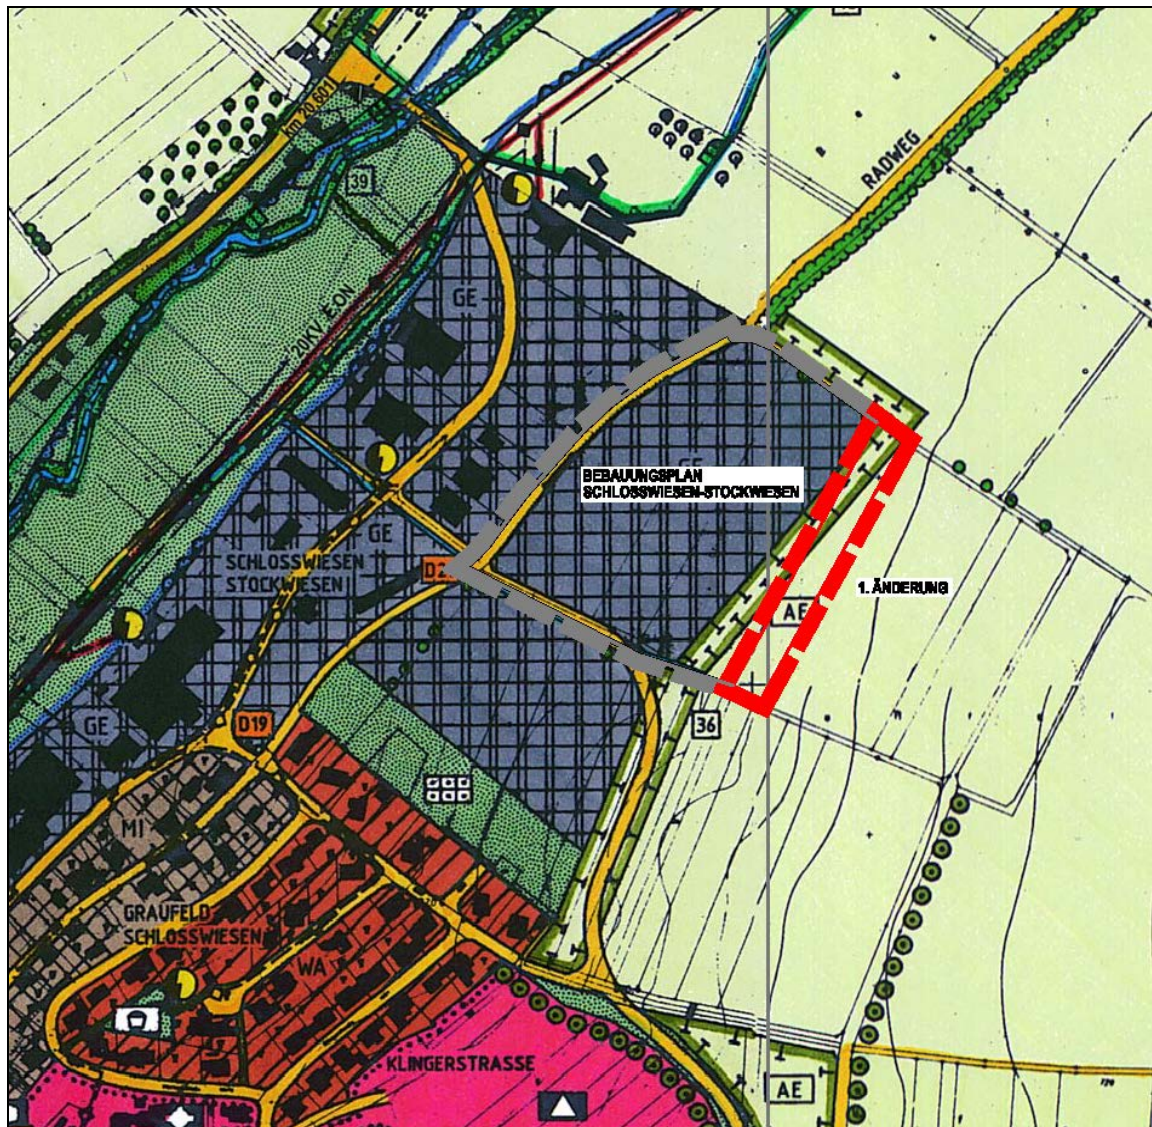 km 20,601
39
RADWEG
20KV E.ON
GE
BEBAUUNGSPLAN
SCHLOSSWIESEN-STOCKWIESEN
GE
SCHLOSSWIESEN
STOCKWIESEN
1. ÄNDERUNG
AE
GE
D19
36
MI
GRAUFELD
SCHLOSSWIESEN
WA
KLINGERSTRASSE
AE